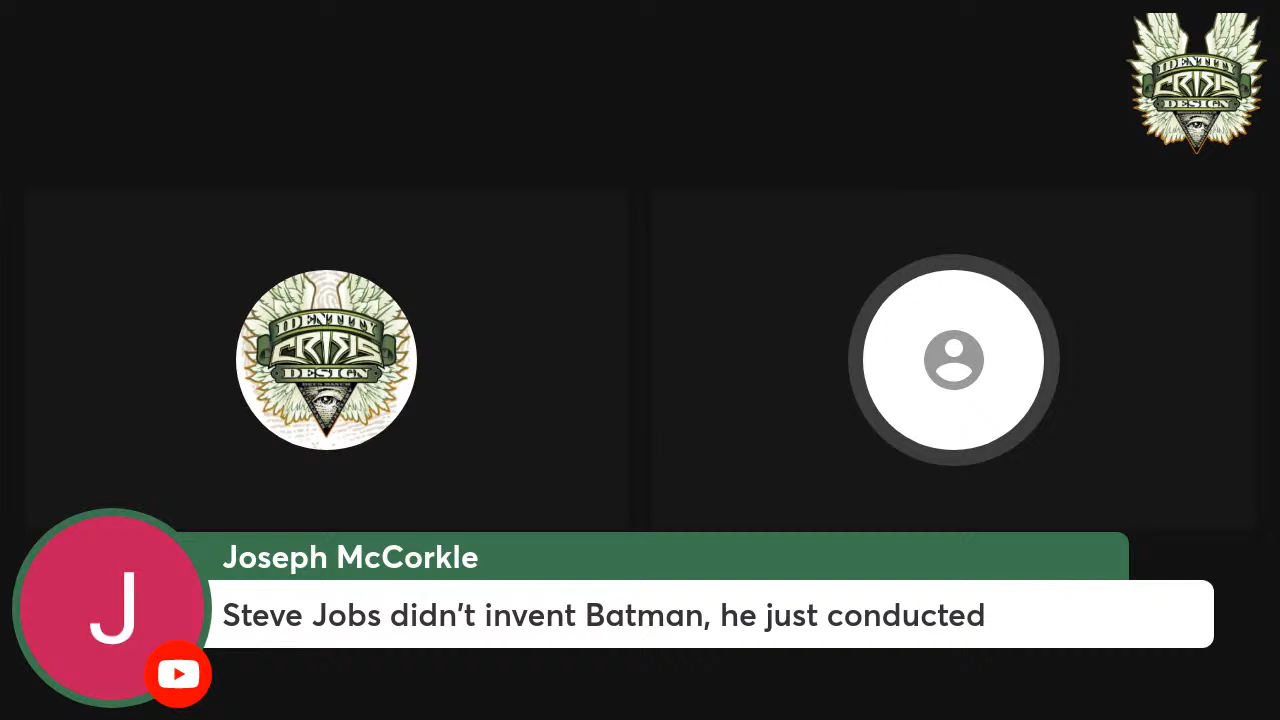 IDENTITY
CRISIS
DESIGN
IDENTITY
CRISIS
DESIGN
J
Joseph McCorkle
Steve Jobs didn't invent Batman, he just conducted